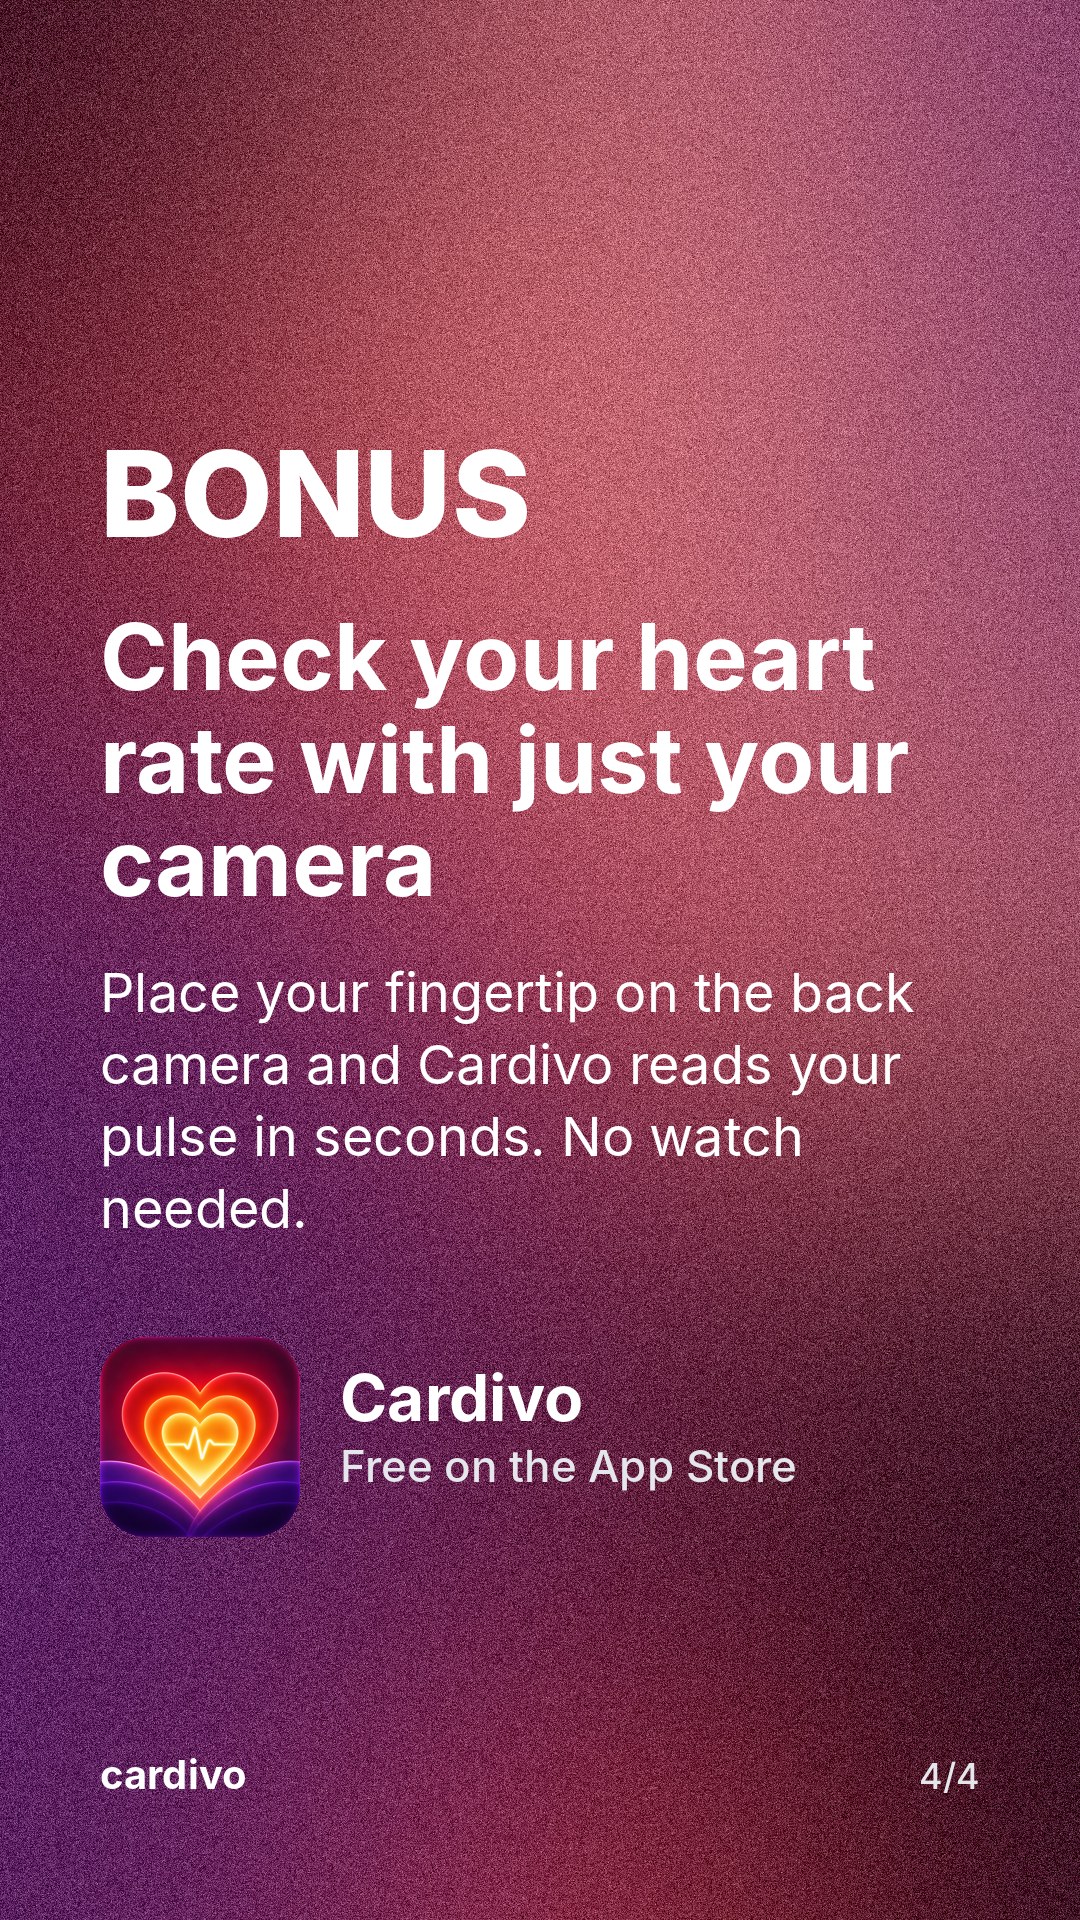 BONUS
Check your heart
rate with just your
camera
Place your fingertip on the back
camera and Cardivo reads your
pulse in seconds. No watch
needed.
Cardivo
Free on the App Store
cardivo
4/4